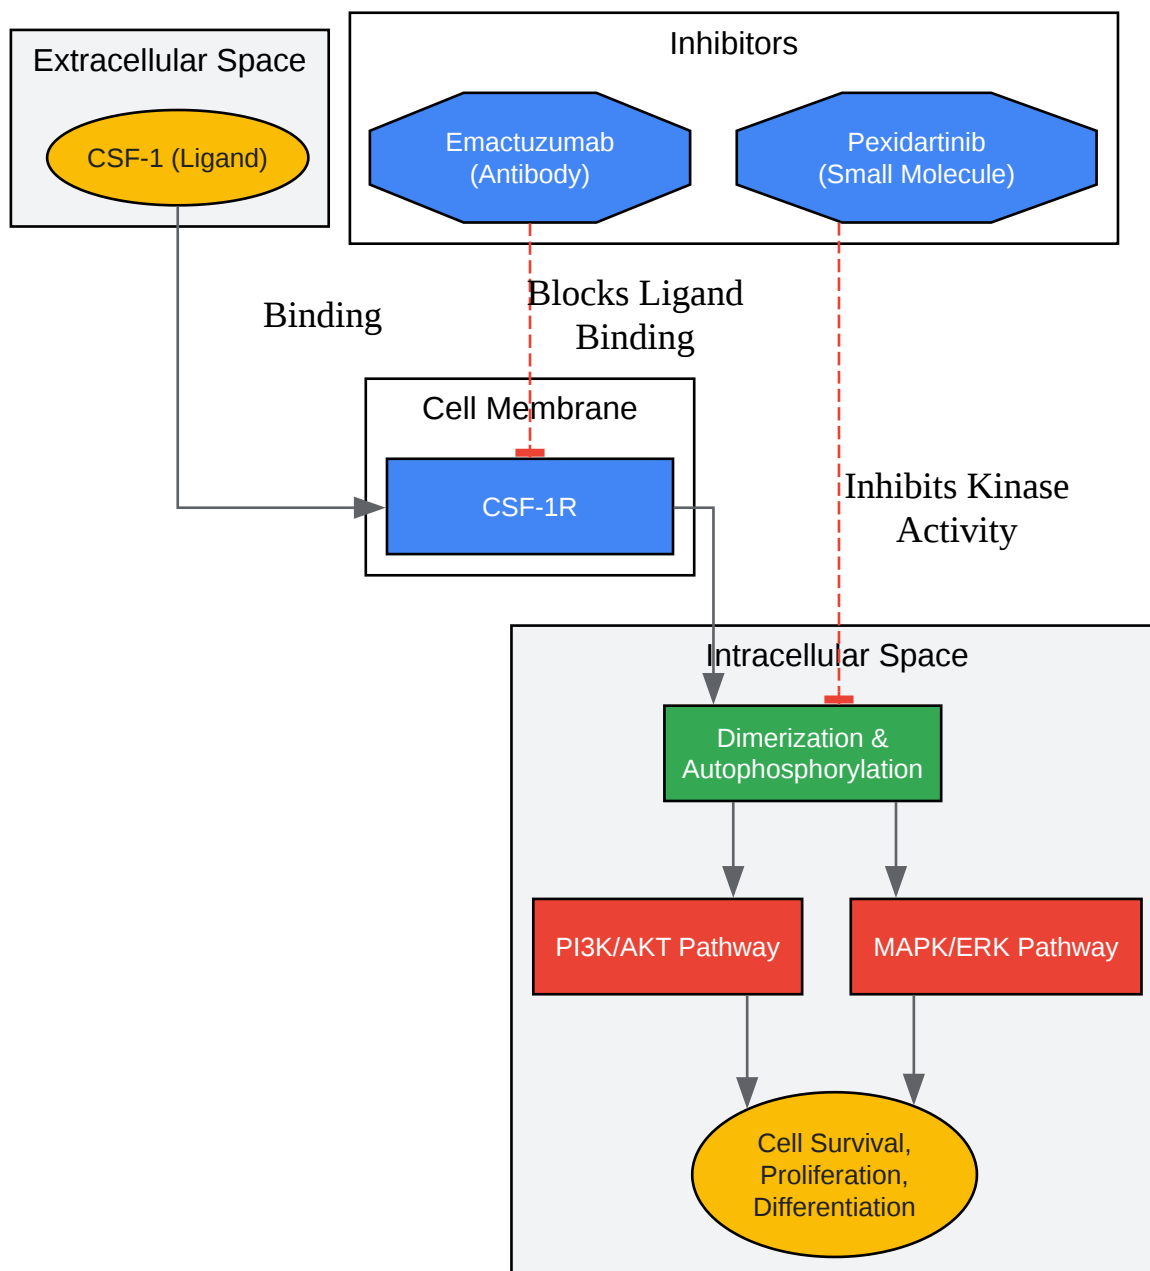 Extracellular Space
CSF-1 (Ligand)
Inhibitors
Emactuzumab
(Antibody)
Pexidartinib
(Small Molecule)
Binding
Blocks Ligand
Binding
Cell Membrane
CSF-1R
Inhibits Kinase
Activity
Intracellular Space
Dimerization &
Autophosphorylation
PI3K/AKT Pathway
MAPK/ERK Pathway
Cell Survival,
Proliferation,
Differentiation